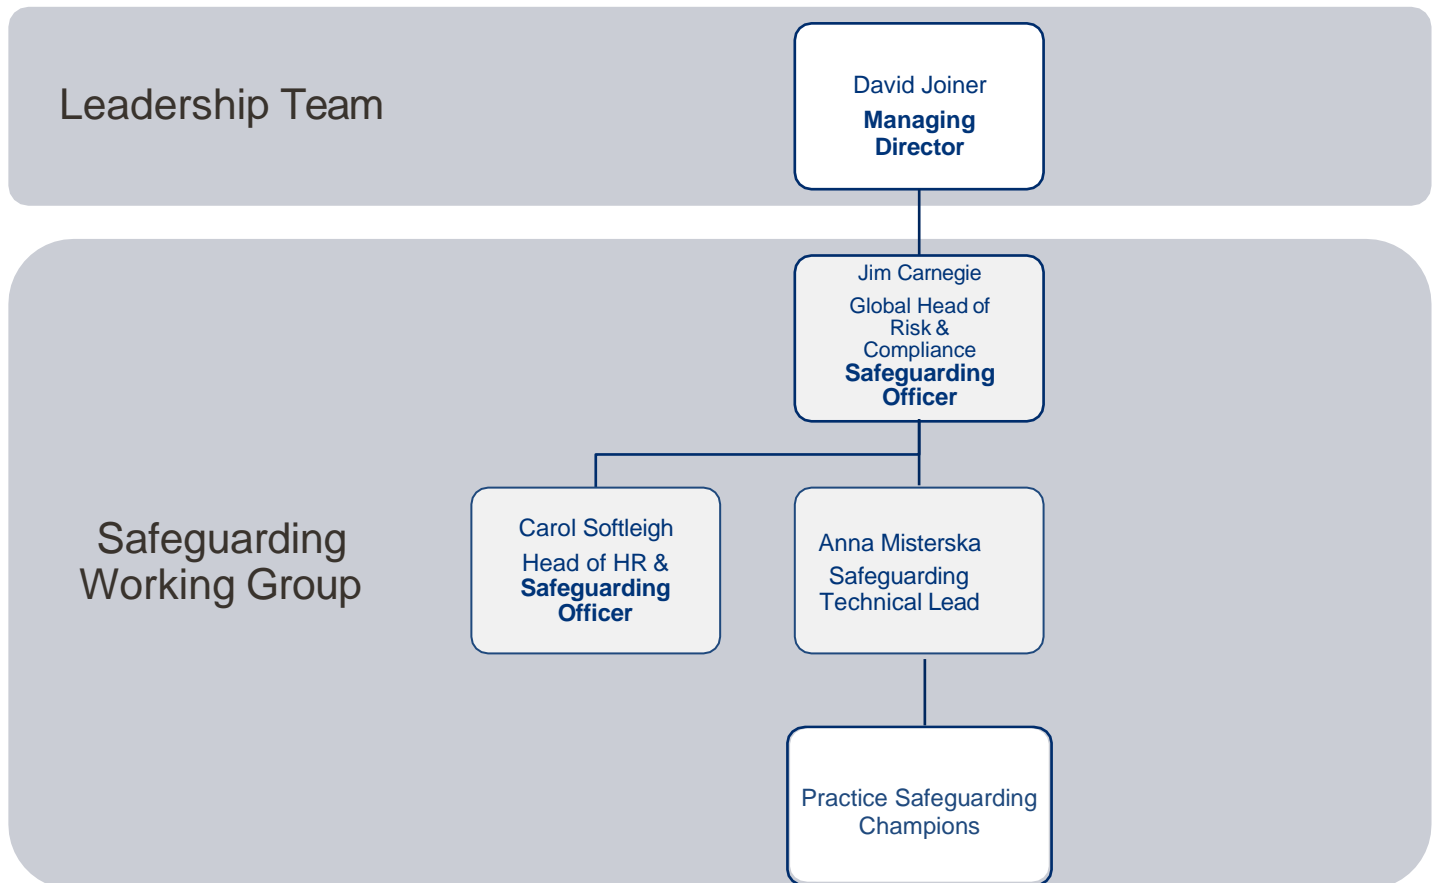 Leadership Team
David Joiner
Managing
Director
Jim Carnegie
Global Head of
Risk &
Compliance
Safeguarding
Officer
Safeguarding
Working Group
Carol Softleigh
Head of HR &
Safeguarding
Officer
Anna Misterska
Safeguarding
Technical Lead
Practice Safeguarding
Champions